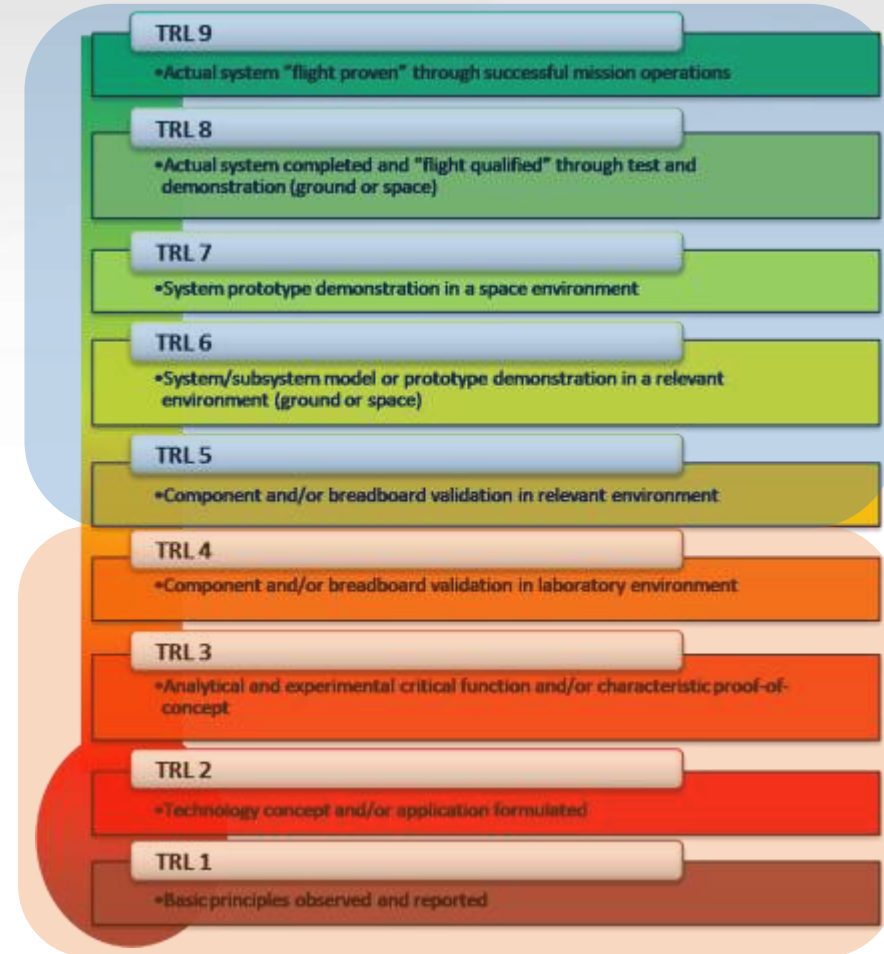 TRL 9
•Actual system "flight proven" through successful mission operations
TRL 8
•Actual system completed and "flight qualified" through test and
demonstration (ground or space)
TRL 7
•System prototype demonstration in a space environment
TRL 6
•System/subsystem model or prototype demonstration in a relevant
environment (ground or space)
TRL 5
•Component and/or breadboard validation in relevant environment
TRL 4
•Component and/or breadboard validation in laboratory environment
TRL 3
•Analytical and experimental critical function and/or characteristic proof-of-
concept
TRL 2
•Technology concept and/or application formulated
TRL 1
•Basic principles observed and reported